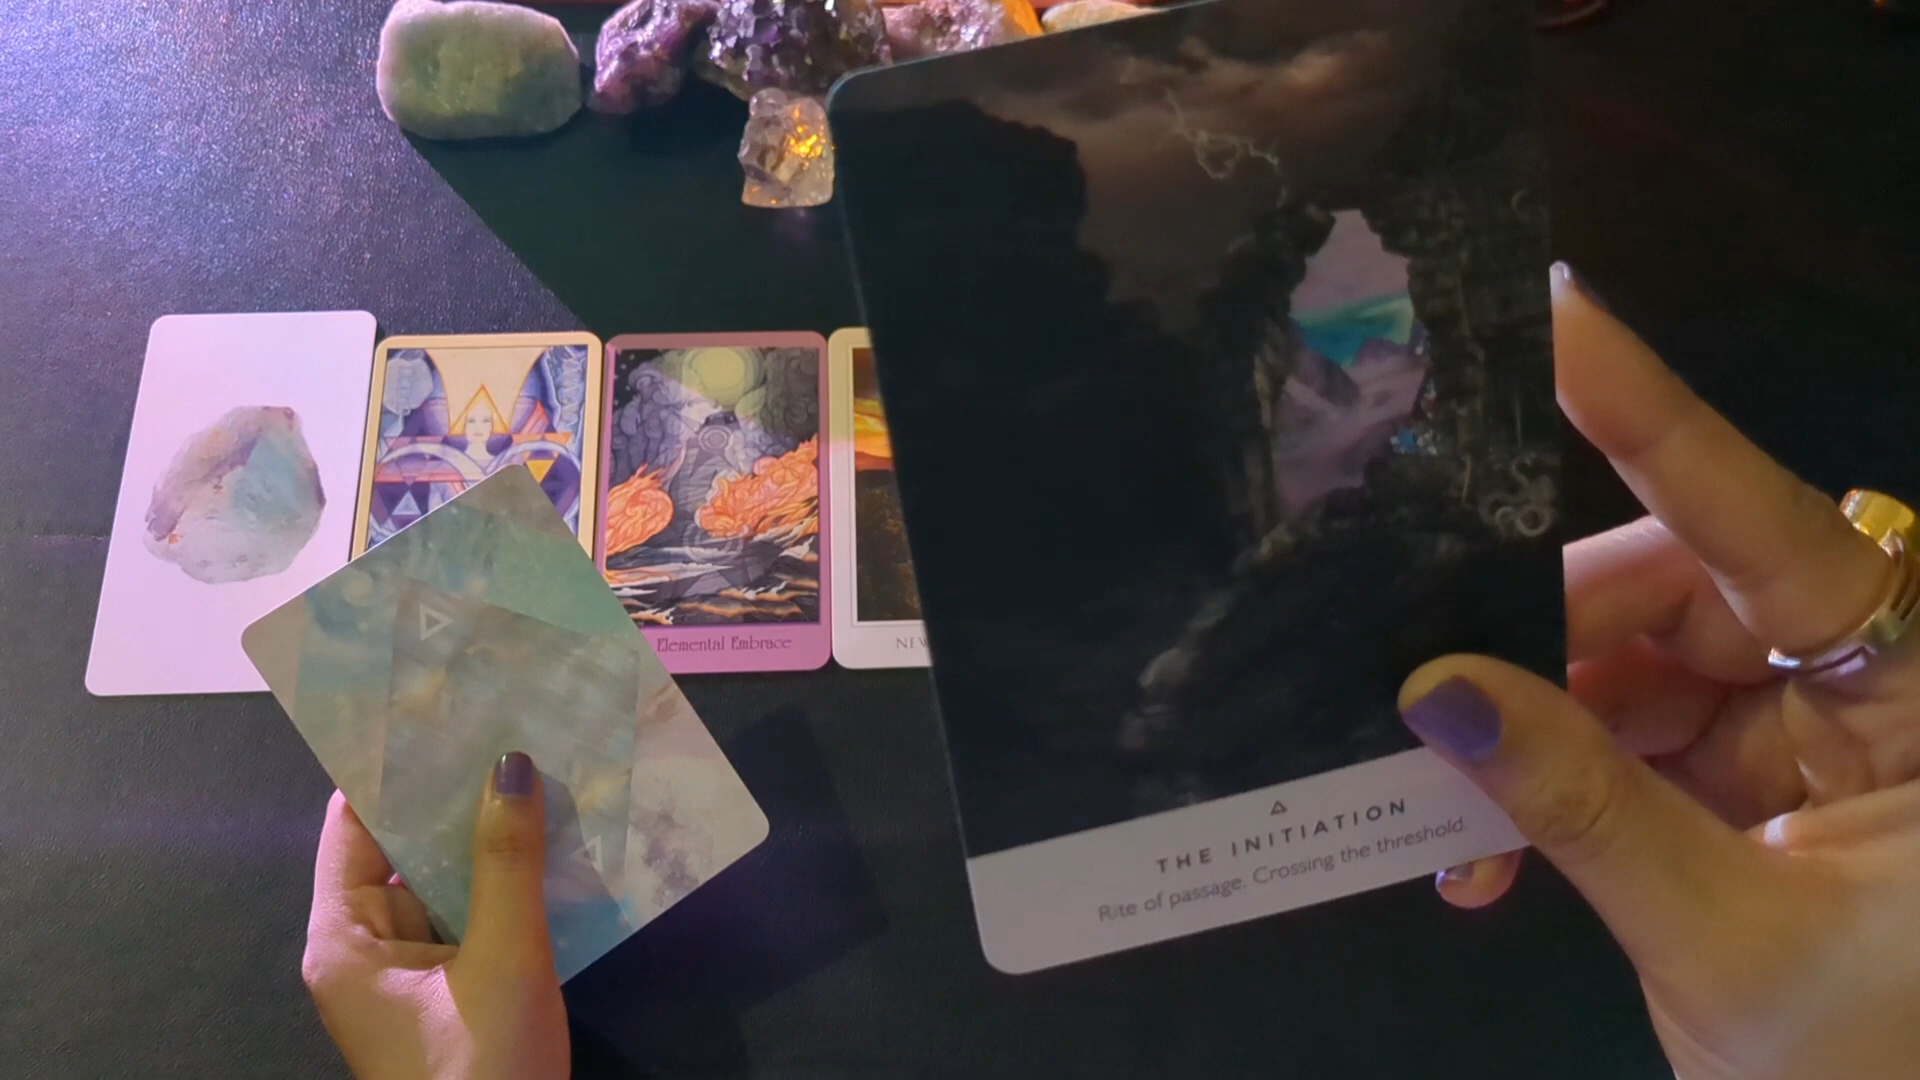 Elemental Embrace
THE INITIATION
Rite of passage. Crossing the threshold.